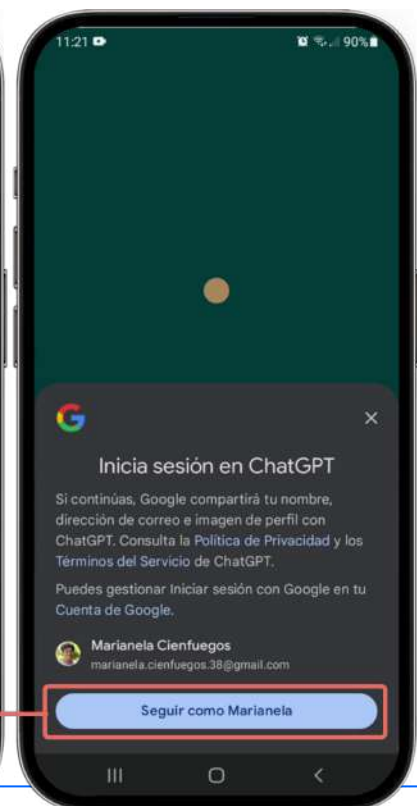 11:21 90%
Inicia sesión en ChatGPT
Si continúas, Google compartirá tu nombre,
dirección de correo e imagen de perfil con
ChatGPT. Consulta la Política de Privacidad y los
Términos del Servicio de ChatGPT.
Puedes gestionar Iniciar sesión con Google en tu
Cuenta de Google.
Marianela Cienfuegos
marianela.cienfuegos.38@gmail.com
Seguir como Marianela